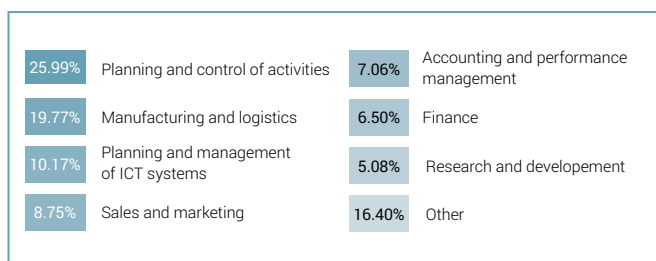 25.99% Planning and control of activities
19.77% Manufacturing and logistics
10.17% Planning and management
of ICT systems
8.75% Sales and marketing
7.06% Accounting and performance
management
6.50% Finance
5.08% Research and developement
16.40% Other